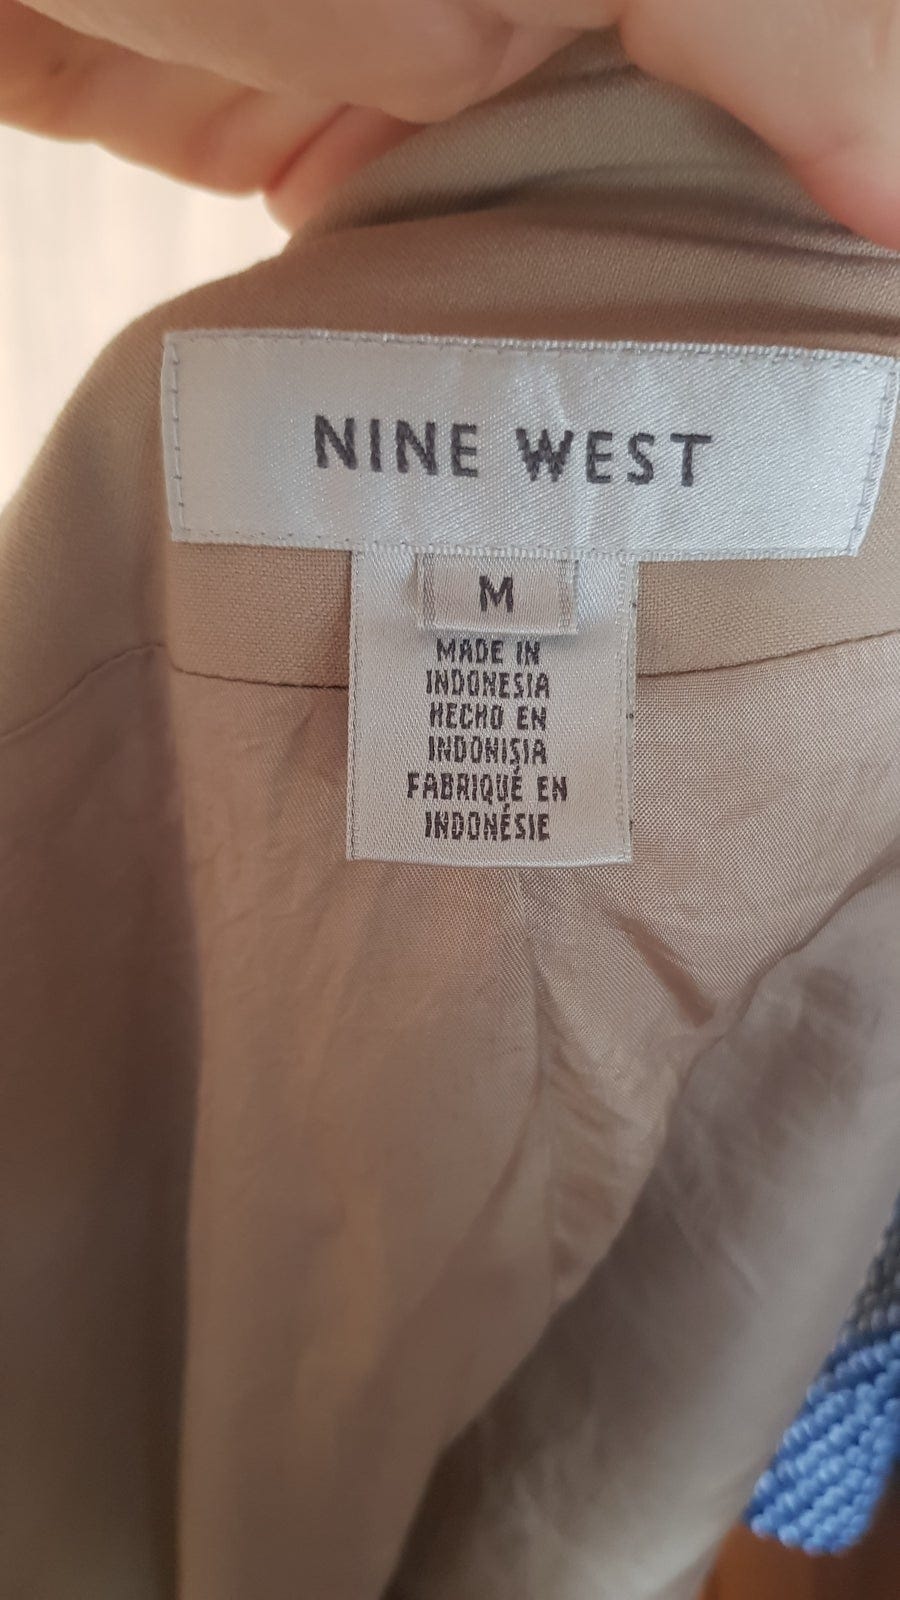 NINE WEST
M
MADE IN
INDONESIA
HECHO EN
INDONISIA
FABRIQUÉ EN
INDONÉSIE